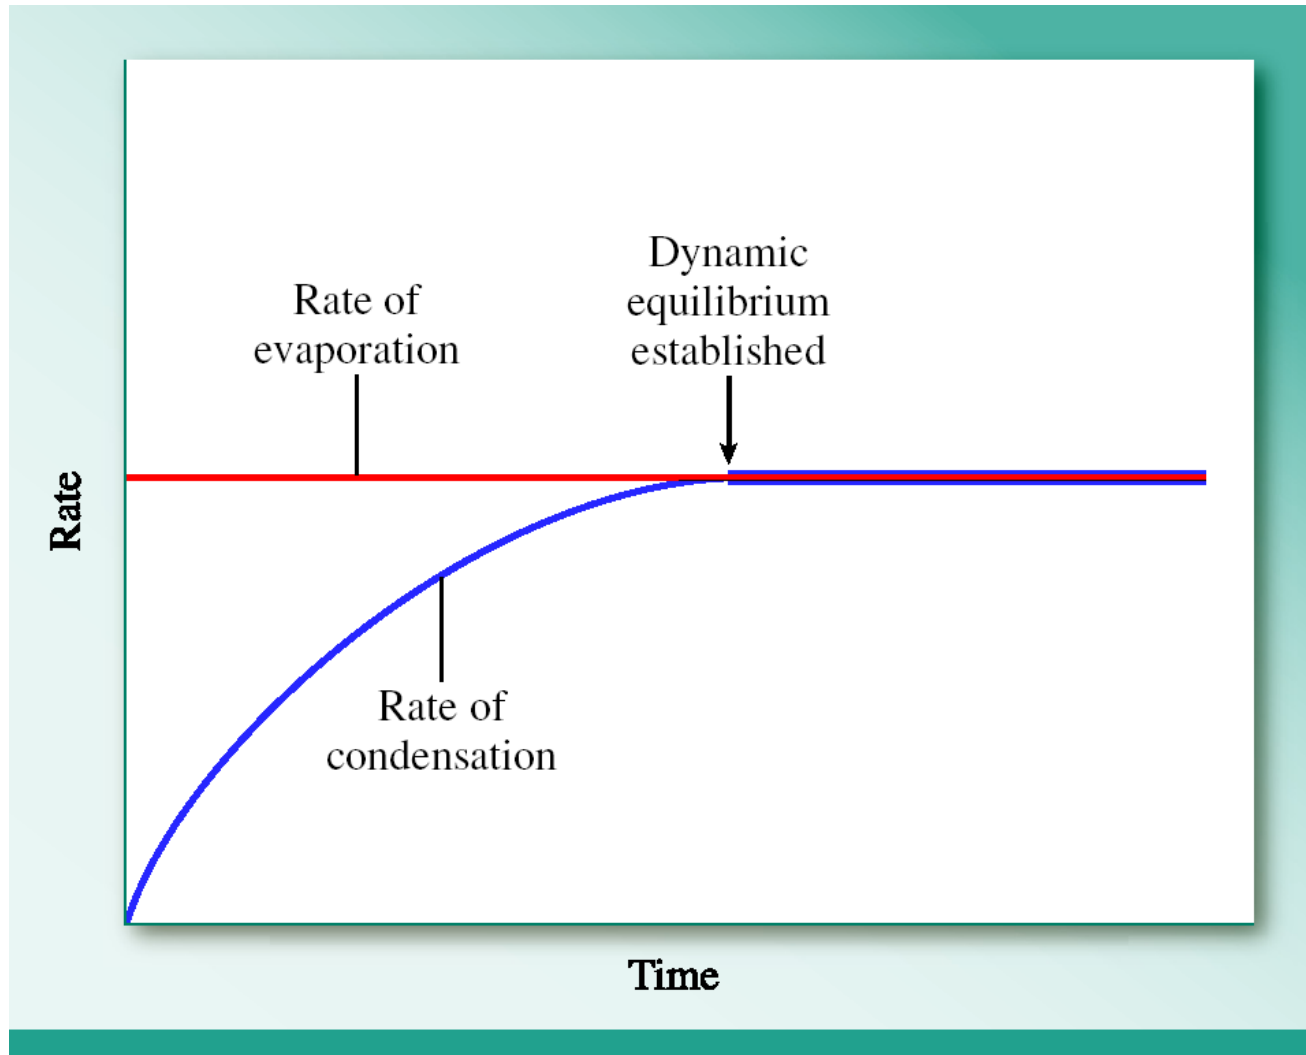 Dynamic
equilibrium
established
Rate of
evaporation
Rate
Rate of
condensation
Time